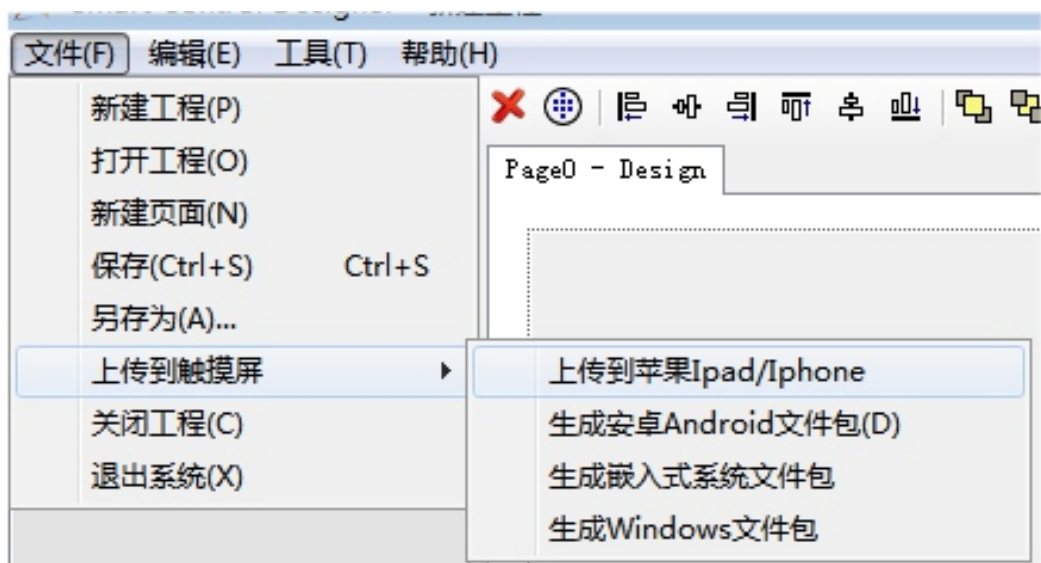 文件(F) 编辑(E) 工具(T) 帮助(H)
新建工程(P)
打开工程(O)
新建页面(N)
保存(Ctrl+S) Ctrl+S
另存为(A)...
上传到触摸屏
关闭工程(C)
退出系统(X)
Page0 - Design
上传到苹果Ipad/Iphone
生成安卓Android文件包(D)
生成嵌入式系统文件包
生成Windows文件包